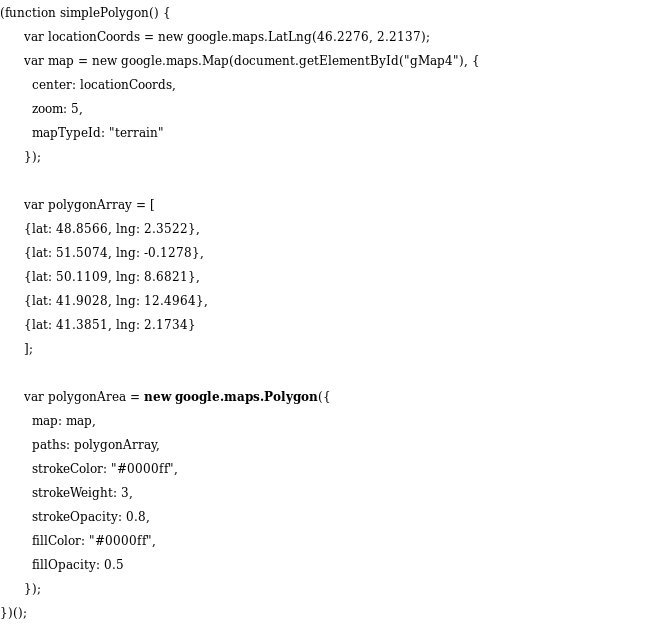 (function simplePolygon() {
var locationCoords = new google.maps.LatLng(46.2276, 2.2137);
var map = new google.maps.Map(document.getElementById("gMap4"), {
center: locationCoords,
zoom: 5,
mapTypeId: "terrain"
});
var polygonArray = [
{lat: 48.8566, lng: 2.3522},
{lat: 51.5074, lng: -0.1278},
{lat: 50.1109, lng: 8.6821},
{lat: 41.9028, lng: 12.4964},
{lat: 41.3851, lng: 2.1734}
];
var polygonArea = new google.maps.Polygon({
map: map,
paths: polygonArray,
strokeColor: "#0000ff",
strokeWeight: 3,
strokeOpacity: 0.8,
fillColor: "#0000ff",
fillOpacity: 0.5
});
})();